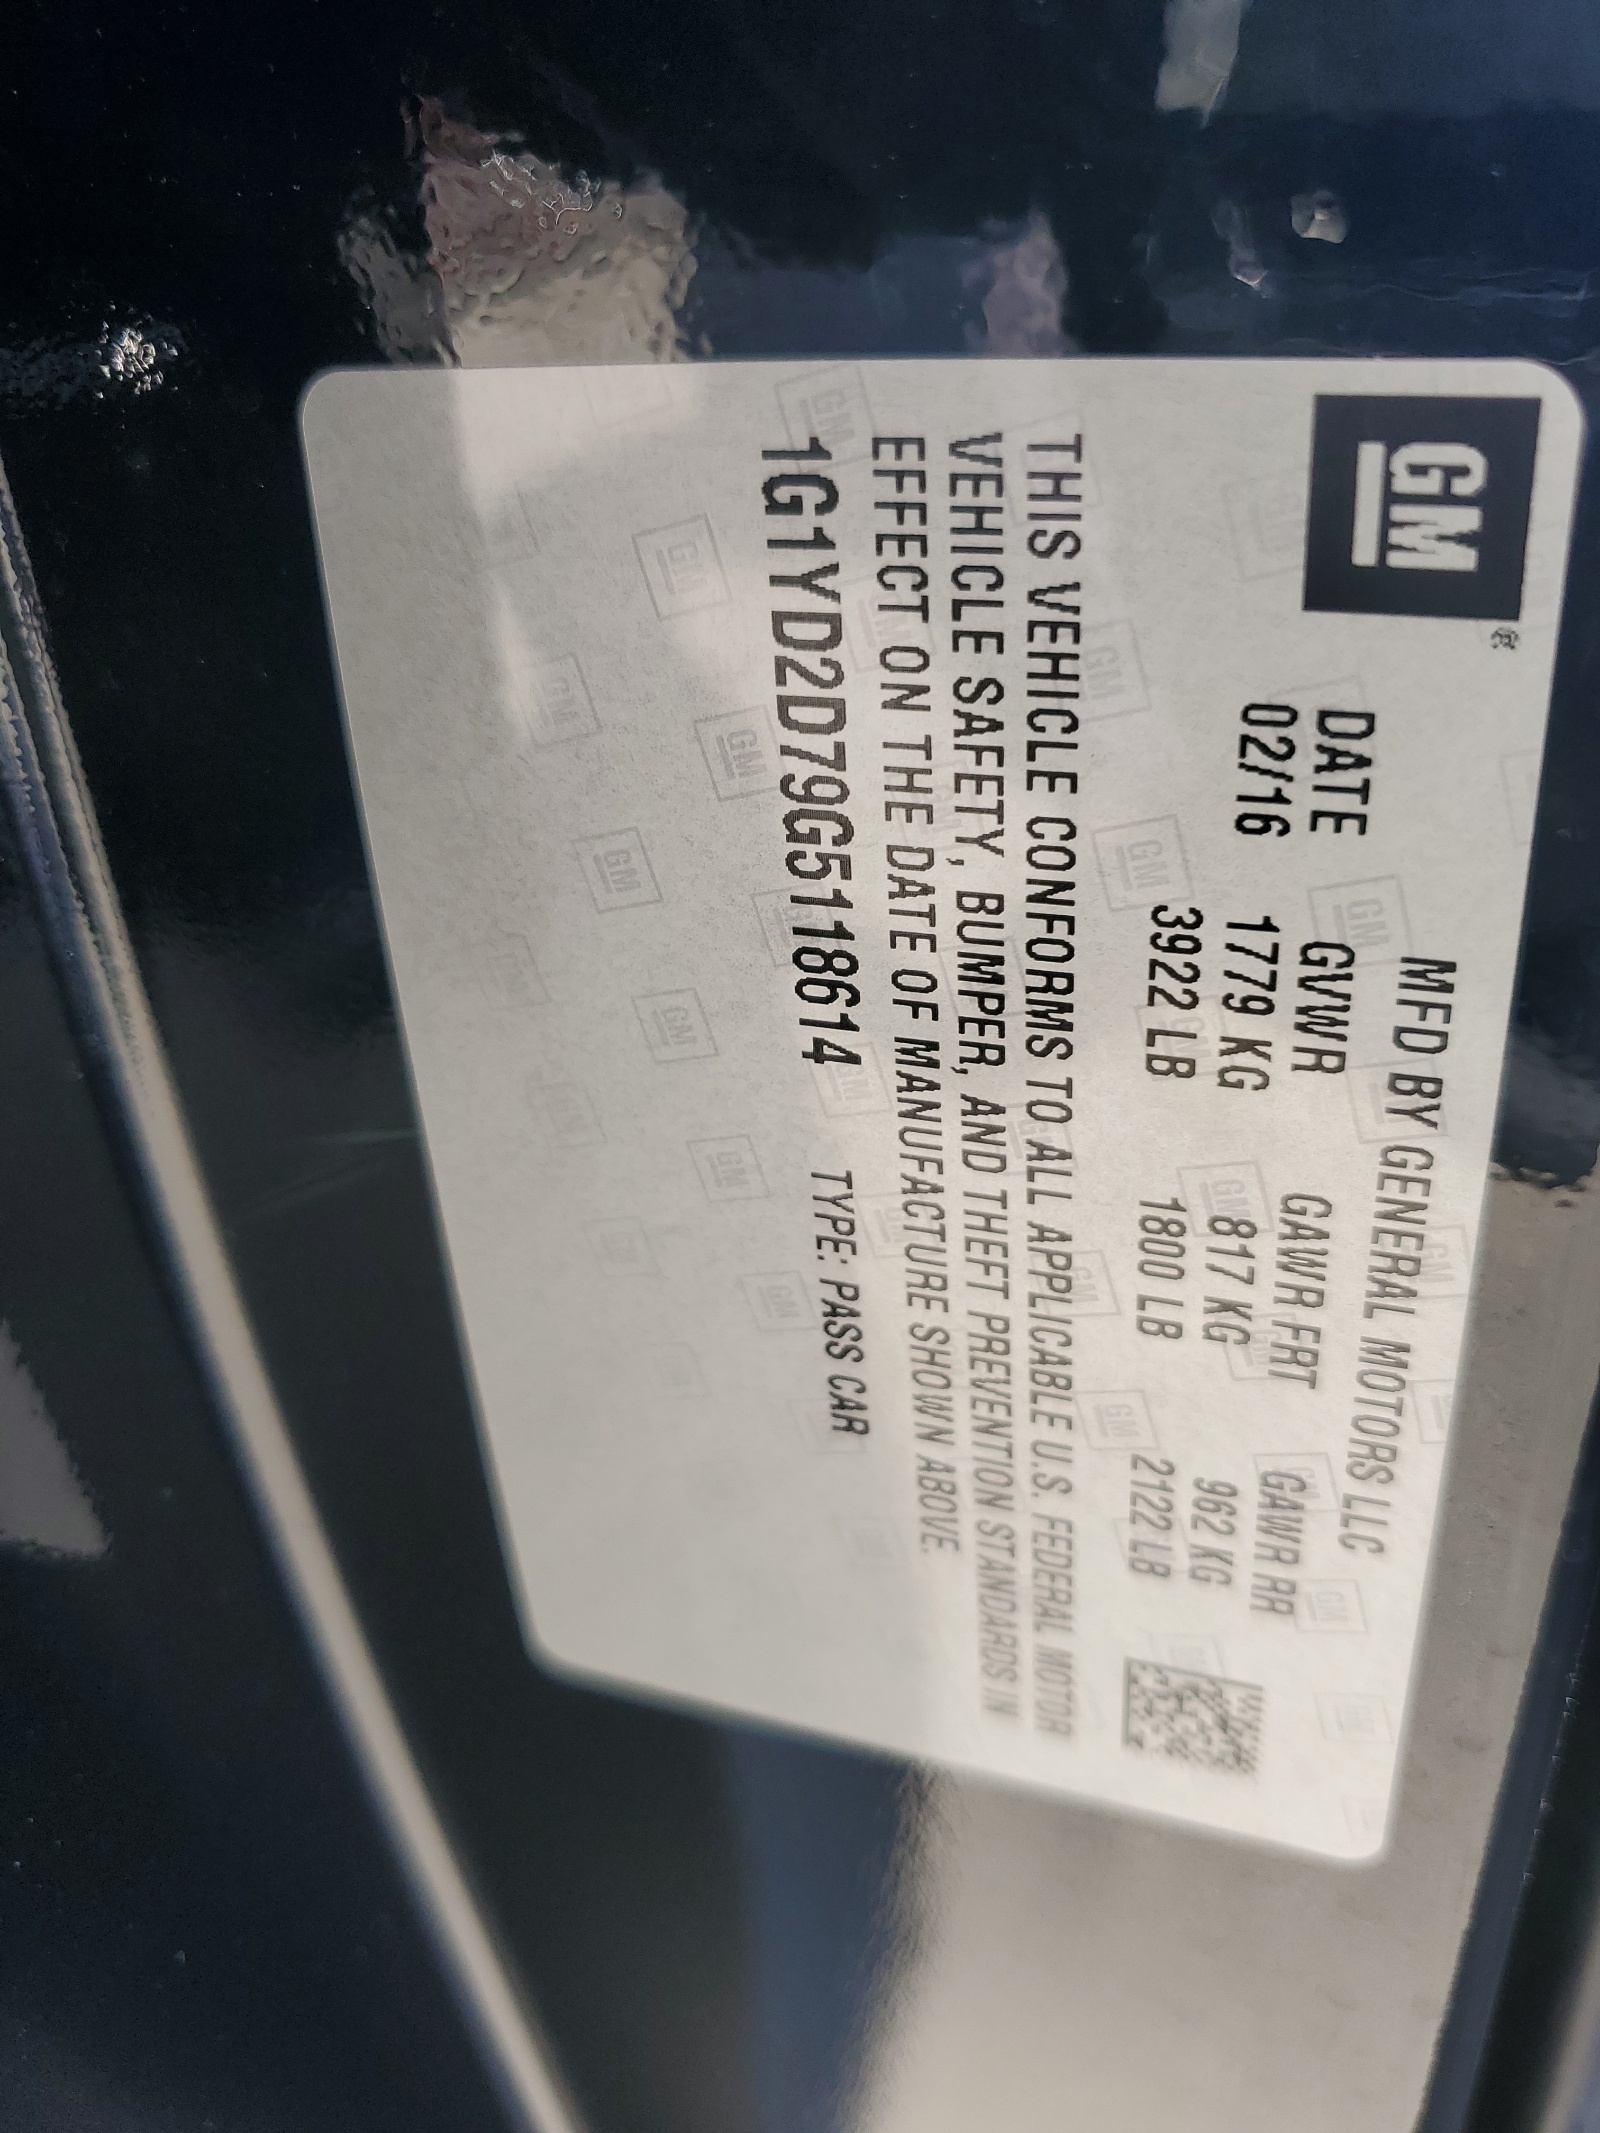 GM®
MFD BY GENERAL MOTORS LLC
DATE GVWR GAWR FRT GAWR RR
02/16 1779 KG 817 KG 962 KG
3922 LB 1800 LB 2122 LB
THIS VEHICLE CONFORMS TO ALL APPLICABLE U.S. FEDERAL MOTOR
VEHICLE SAFETY, BUMPER, AND THEFT PREVENTION STANDARDS IN
EFFECT ON THE DATE OF MANUFACTURE SHOWN ABOVE.
1G1YD2D79G5118614 TYPE: PASS CAR